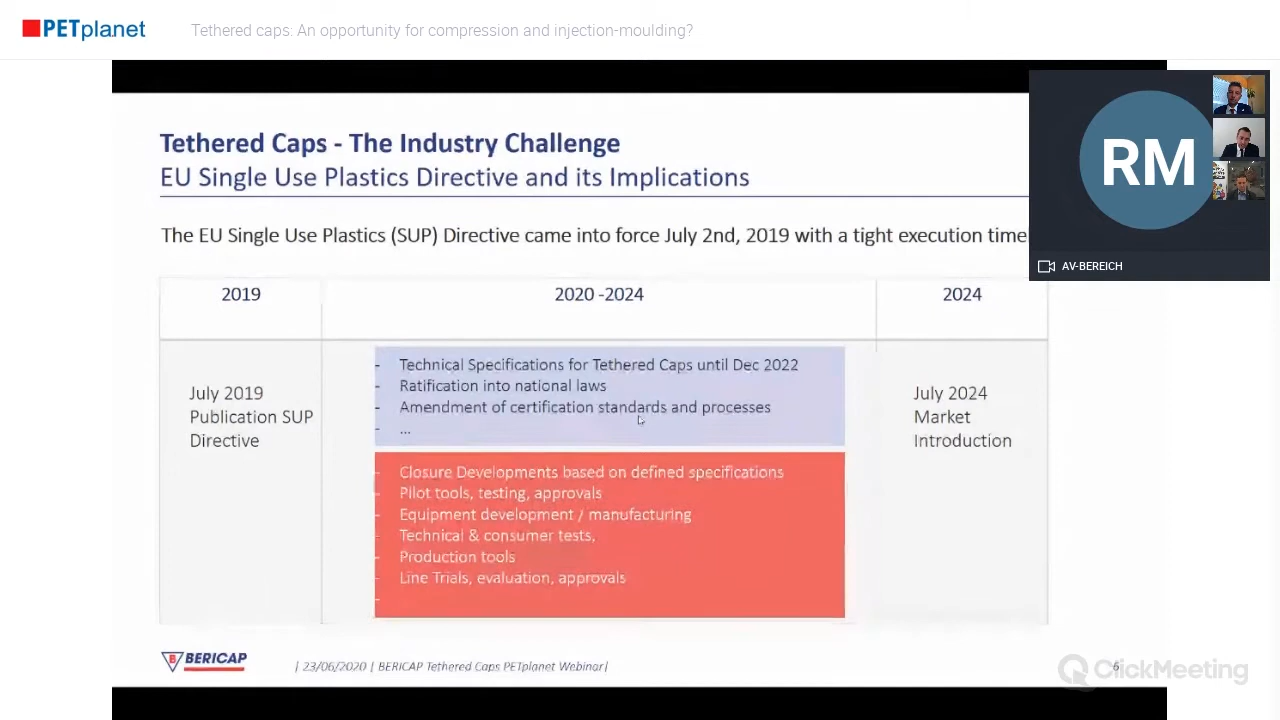 PETplanet
Tethered caps: An opportunity for compression and injection-moulding?
Tethered Caps - The Industry Challenge
EU Single Use Plastics Directive and its Implications
The EU Single Use Plastics (SUP) Directive came into force July 2nd, 2019 with a tight execution time
RM
AV-BEREICH
2019
2020 -2024
2024
July 2019
Publication SUP
Directive
- Technical Specifications for Tethered Caps until Dec 2022
- Ratification into national laws
- Amendment of certification standards and processes
- ...
- Closure Developments based on defined specifications
- Pilot tools, testing, approvals
- Equipment development / manufacturing
- Technical & consumer tests,
- Production tools
- Line Trials, evaluation, approvals
-
July 2024
Market
Introduction
B BERICAP
| 23/06/2020 | BERICAP Tethered Caps PETplanet Webinar|
6
ClickMeeting